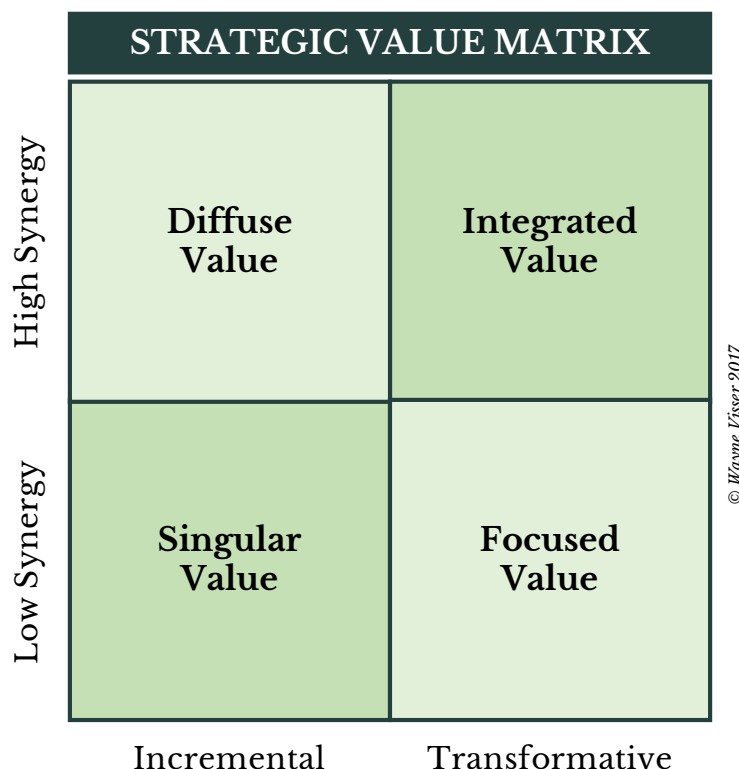 STRATEGIC VALUE MATRIX
High Synergy
Diffuse
Value
Integrated
Value
Low Synergy
Singular
Value
Focused
Value
Incremental
Transformative
© Wayne Visser 2017